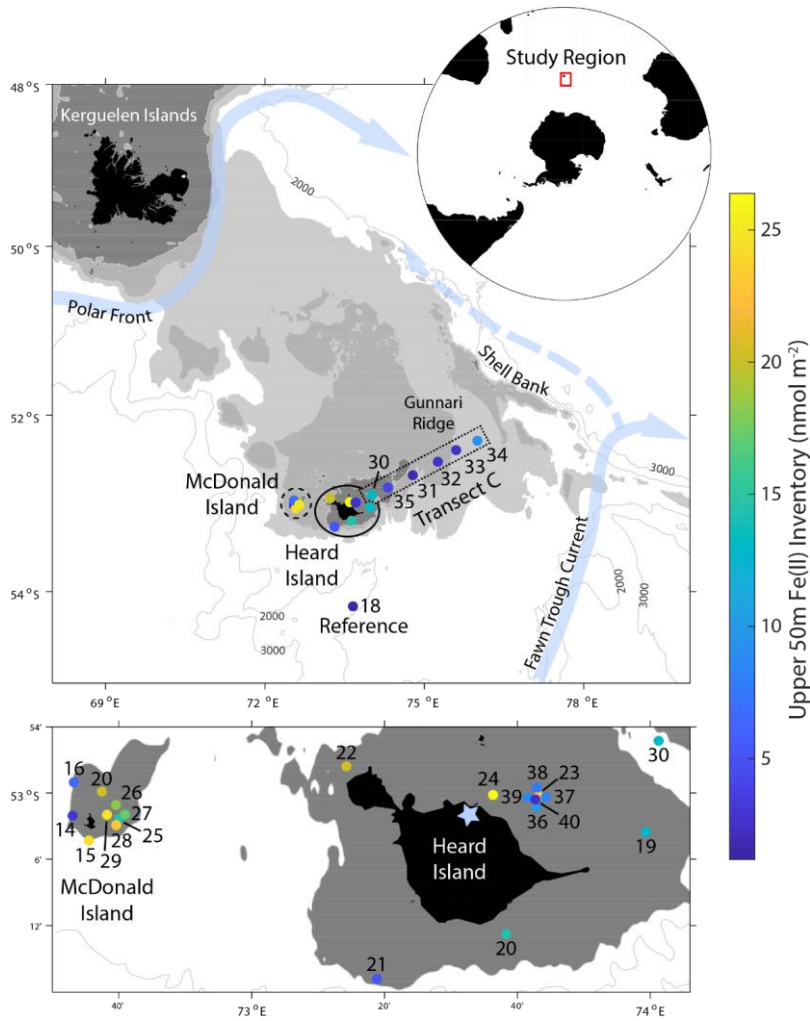 Study Region
48°S
50°S
52°S
54°S
Kerguelen Islands
2000
Polar Front
Shell Bank
Gunnari
Ridge
30
34
33
32
31
35
Transect C
3000
McDonald
Island
Heard
Island
18
Reference
2000
3000
Fawn Trough Current
2000
3000
69°E
72°E
75°E
78°E
25
20
15
10
5
Upper 50m Fe(II) Inventory (nmol m-2)
54'
53°S
6'
12'
16
20
26
27
14
25
28
15
29
McDonald
Island
22
24
38
23
39
37
36
40
30
19
Heard
Island
20
21
40'
73°E
20'
40'
74°E